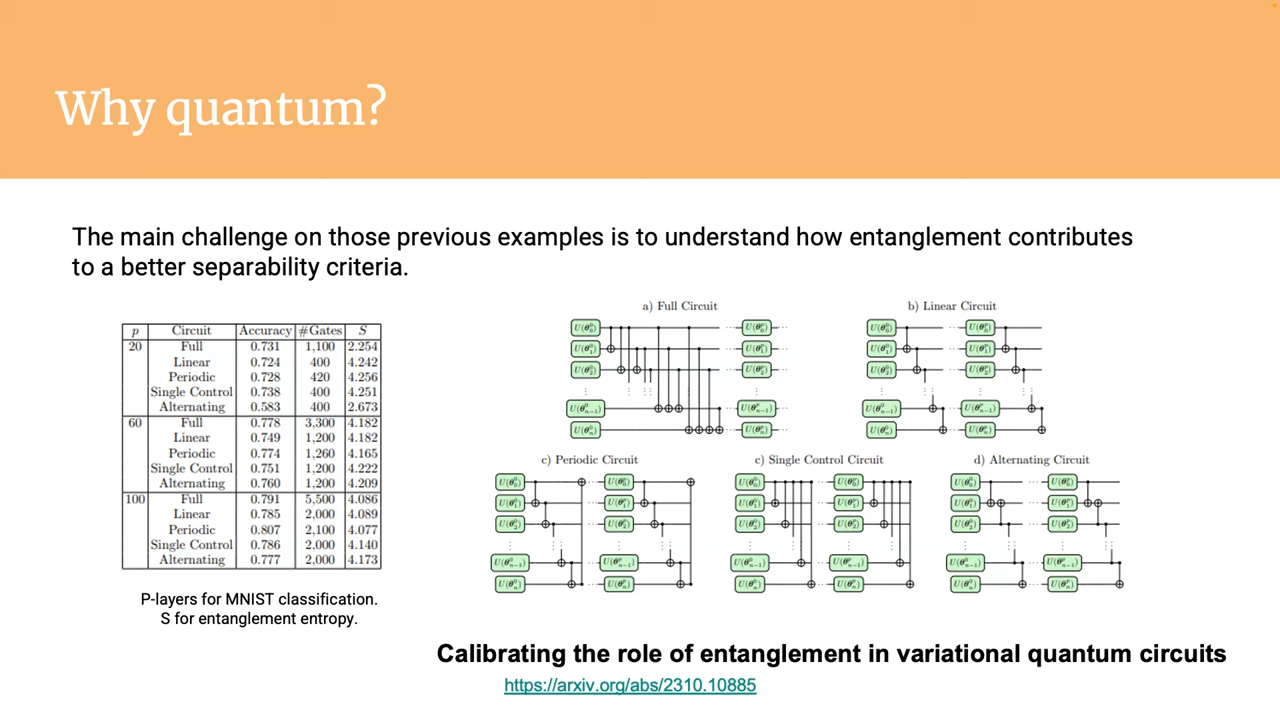 Why quantum?
The main challenge on those previous examples is to understand how entanglement contributes
to a better separability criteria.
p Circuit Accuracy #Gates S
20 Full 0.731 1,100 2.254
Linear 0.724 400 4.242
Periodic 0.728 420 4.256
Single Control 0.738 400 4.251
Alternating 0.583 400 2.673
60 Full 0.778 3,300 4.182
Linear 0.749 1,200 4.182
Periodic 0.774 1,260 4.165
Single Control 0.751 1,200 4.222
Alternating 0.760 1,200 4.209
100 Full 0.791 5,500 4.086
Linear 0.785 2,000 4.089
Periodic 0.807 2,100 4.077
Single Control 0.786 2,000 4.140
Alternating 0.777 2,000 4.173
P-layers for MNIST classification.
S for entanglement entropy.
a) Full Circuit
b) Linear Circuit
c) Periodic Circuit
c) Single Control Circuit
d) Alternating Circuit
Calibrating the role of entanglement in variational quantum circuits
https://arxiv.org/abs/2310.10885